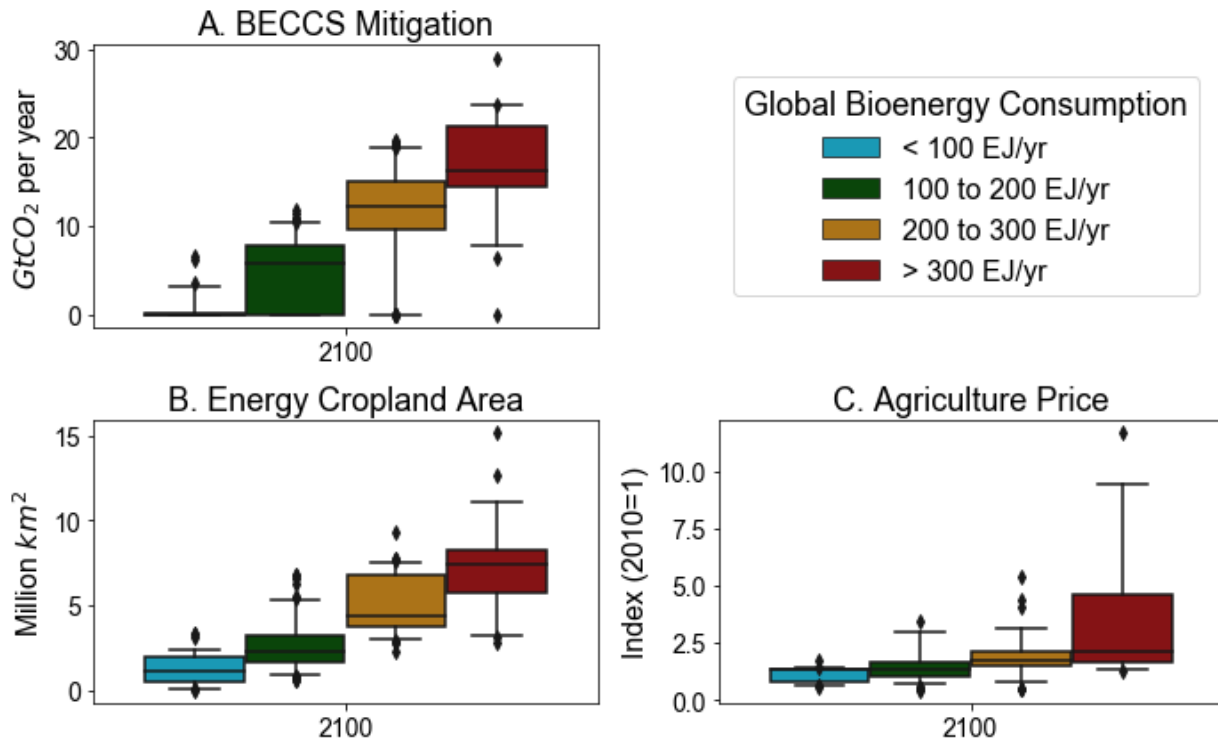 A. BECCS Mitigation
30
20
10
0
GtCO₂ per year
2100
Global Bioenergy Consumption
< 100 EJ/yr
100 to 200 EJ/yr
200 to 300 EJ/yr
> 300 EJ/yr
B. Energy Cropland Area
15
10
5
0
Million km²
2100
C. Agriculture Price
10.0
7.5
5.0
2.5
0.0
Index (2010=1)
2100